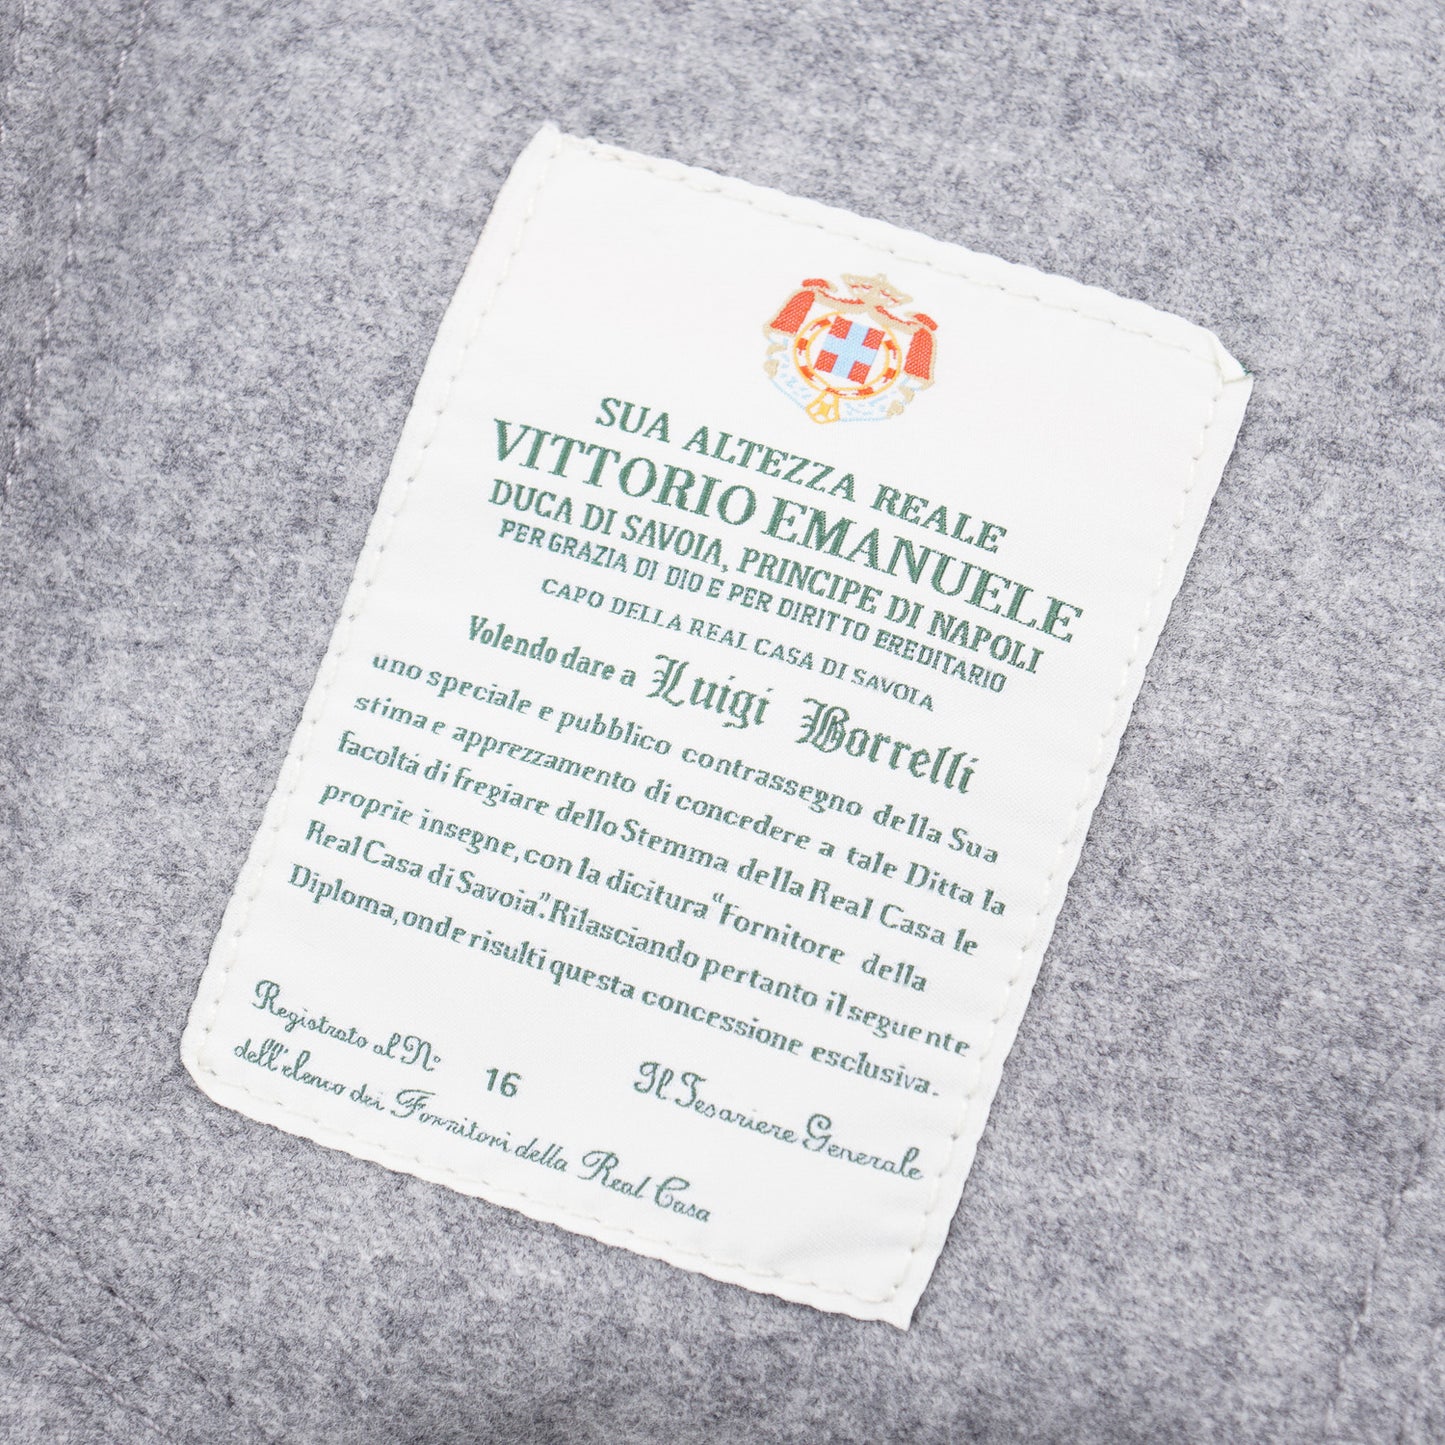 SUA ALTEZZA REALE
VITTORIO EMANUELE
DUCA DI SAVOIA, PRINCIPE DI NAPOLI
PER GRAZIA DI DIO E PER DIRITTO EREDITARIO
CAPO DELLA REAL CASA DI SAVOIA
Volendo dare a Luigi Borrelli
uno speciale e pubblico contrassegno della Sua
stima e apprezzamento di concedere a tale Ditta la
facoltá di fregiare dello Stemma della Real Casa le
proprie insegne, con la dicitura "Fornitore della
Real Casa di Savoia". Rilasciando pertanto il seguente
Diploma, onde risulti questa concessione esclusiva.
Registrato al N° 16 Il Tesoriere Generale
dell'elenco dei Fornitori della Real Casa